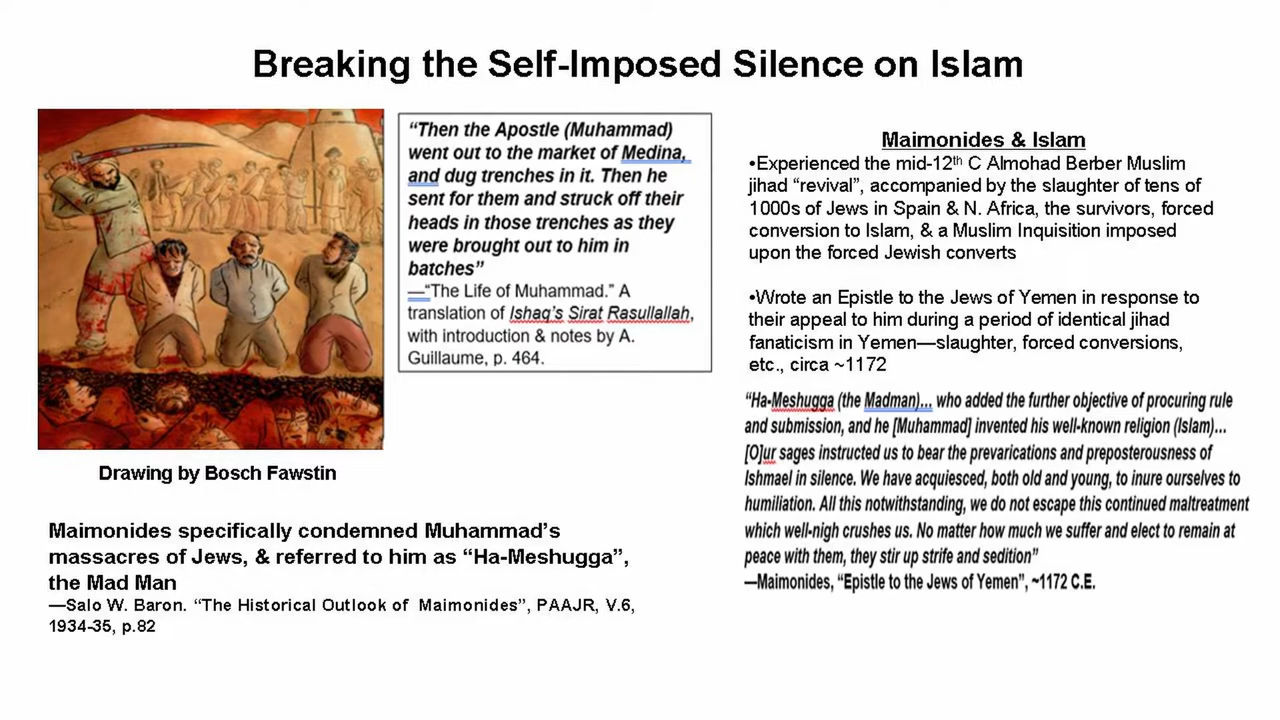 Breaking the Self-Imposed Silence on Islam
“Then the Apostle (Muhammad)
went out to the market of Medina,
and dug trenches in it. Then he
sent for them and struck off their
heads in those trenches as they
were brought out to him in
batches”
—“The Life of Muhammad.” A
translation of Ishaq’s Sirat Rasullallah,
with introduction & notes by A.
Guillaume, p. 464.
Drawing by Bosch Fawstin
Maimonides specifically condemned Muhammad’s
massacres of Jews, & referred to him as “Ha-Meshugga”,
the Mad Man
—Salo W. Baron. “The Historical Outlook of Maimonides”, PAAJR, V.6,
1934-35, p.82
Maimonides & Islam
•Experienced the mid-12th C Almohad Berber Muslim
jihad “revival”, accompanied by the slaughter of tens of
1000s of Jews in Spain & N. Africa, the survivors, forced
conversion to Islam, & a Muslim Inquisition imposed
upon the forced Jewish converts
•Wrote an Epistle to the Jews of Yemen in response to
their appeal to him during a period of identical jihad
fanaticism in Yemen—slaughter, forced conversions,
etc., circa ~1172
“Ha-Meshugga (the Madman)... who added the further objective of procuring rule
and submission, and he [Muhammad] invented his well-known religion (Islam)...
[O]ur sages instructed us to bear the prevarications and preposterousness of
Ishmael in silence. We have acquiesced, both old and young, to inure ourselves to
humiliation. All this notwithstanding, we do not escape this continued maltreatment
which well-nigh crushes us. No matter how much we suffer and elect to remain at
peace with them, they stir up strife and sedition”
—Maimonides, “Epistle to the Jews of Yemen”, ~1172 C.E.